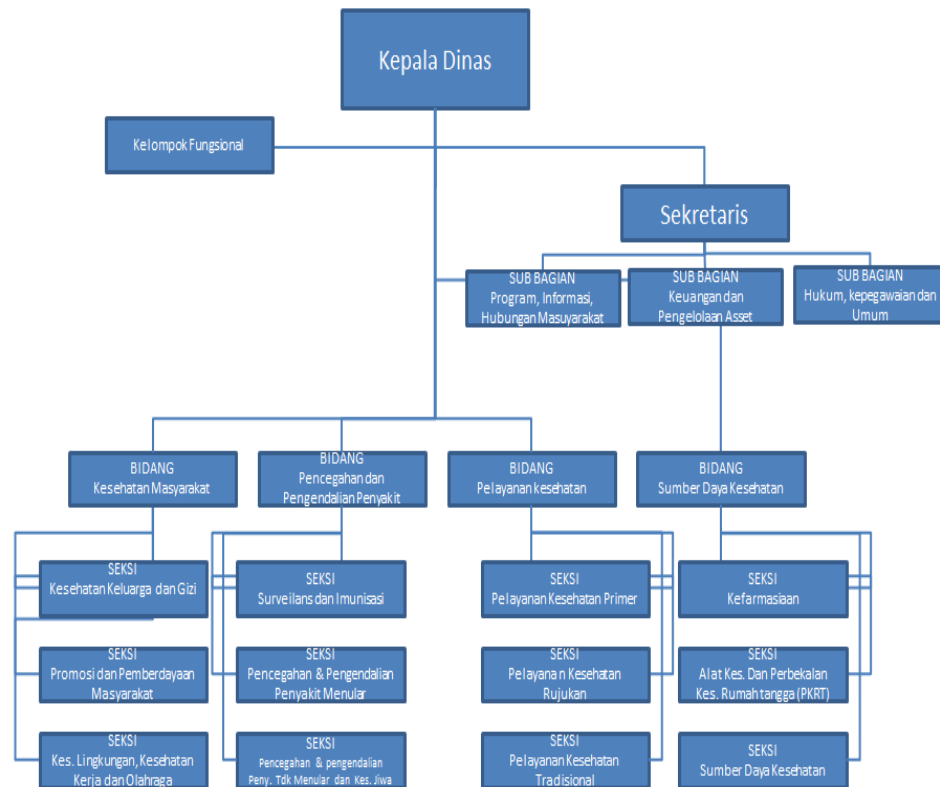 Kepala Dinas
Kelompok Fungsional
Sekretaris
SUB BAGIAN
Program, Informasi,
Hubungan Masuyarakat
SUB BAGIAN
Keuangan dan
Pengelolaan Asset
SUB BAGIAN
Hukum, kepegawaian dan
Umum
BIDANG
Kesehatan Masyarakat
BIDANG
Pencegahan dan
Pengendalian Penyakit
BIDANG
Pelayanan kesehatan
BIDANG
Sumber Daya Kesehatan
SEKSI
Kesehatan Keluarga dan Gizi
SEKSI
Surveilans dan Imunisasi
SEKSI
Pelayanan Kesehatan Primer
SEKSI
Kefarmasiaan
SEKSI
Promosi dan Pemberdayaan
Masyarakat
SEKSI
Pencegahan & Pengendalian
Penyakit Menular
SEKSI
Pelayanan Kesehatan
Rujukan
SEKSI
Alat Kes. Dan Perbekalan
Kes. Rumah tangga (PKRT)
SEKSI
Kes. Lingkungan, Kesehatan
Kerja dan Olahraga
SEKSI
Pencegahan & pengendalian
Peny. Tdk Menular dan Kes. Jiwa
SEKSI
Pelayanan Kesehatan
Tradisional
SEKSI
Sumber Daya Kesehatan